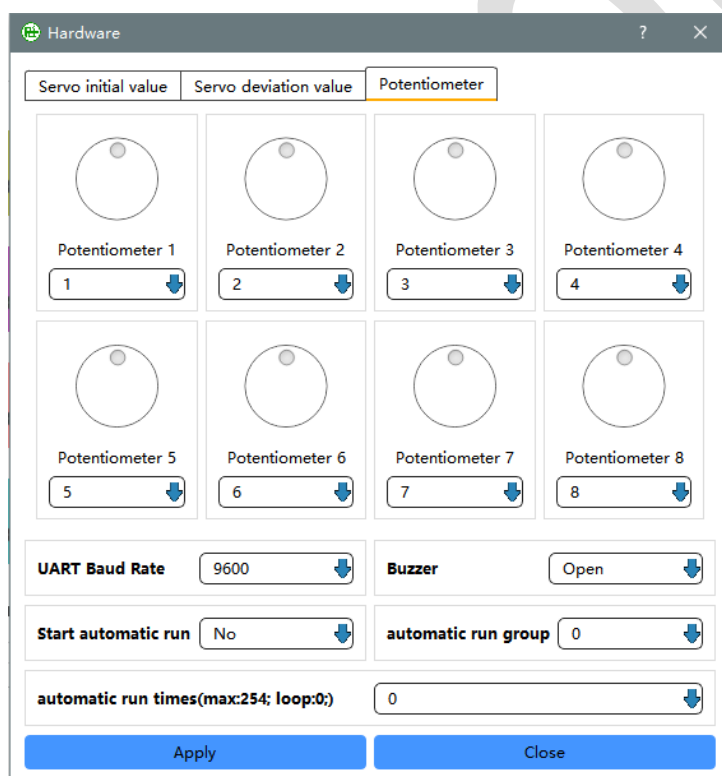 Hardware
?
Servo initial value Servo deviation value Potentiometer
Potentiometer 1 Potentiometer 2 Potentiometer 3 Potentiometer 4
1 2 3 4
Potentiometer 5 Potentiometer 6 Potentiometer 7 Potentiometer 8
5 6 7 8
UART Baud Rate 9600 Buzzer Open
Start automatic run No automatic run group 0
automatic run times(max:254; loop:0;) 0
Apply Close